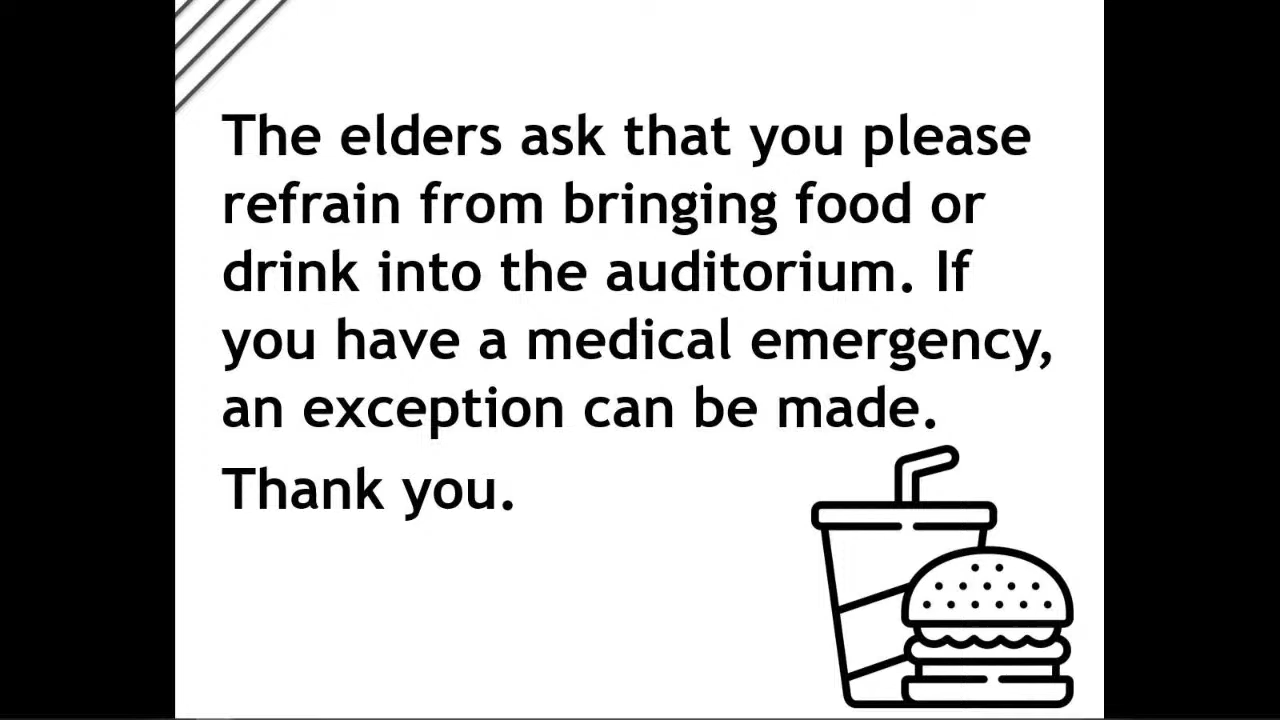 The elders ask that you please
refrain from bringing food or
drink into the auditorium. If
you have a medical emergency,
an exception can be made.
Thank you.